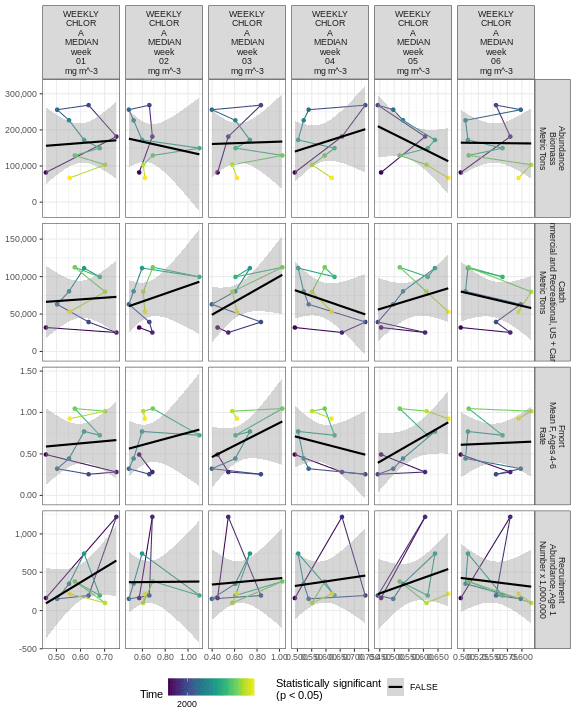 WEEKLY
CHLOR
A
MEDIAN
week
01
mg m^-3
WEEKLY
CHLOR
A
MEDIAN
week
02
mg m^-3
WEEKLY
CHLOR
A
MEDIAN
week
03
mg m^-3
WEEKLY
CHLOR
A
MEDIAN
week
04
mg m^-3
WEEKLY
CHLOR
A
MEDIAN
week
05
mg m^-3
WEEKLY
CHLOR
A
MEDIAN
week
06
mg m^-3
300,000
200,000
100,000
0
Abundance
Biomass
Metric Tons
150,000
100,000
50,000
0
Catch
mmercial and Recreational, US + Can
Metric Tons
1.50
1.00
0.50
0.00
Fmort
Mean F, Ages 4-6
Rate
1,000
500
0
-500
Recruitment
Abundance, Age 1
Number x 1,000,000
0.50 0.60 0.70
0.60 0.80 1.00
0.40 0.60 0.80 1.00
Time
2000
Statistically significant
(p < 0.05)
FALSE